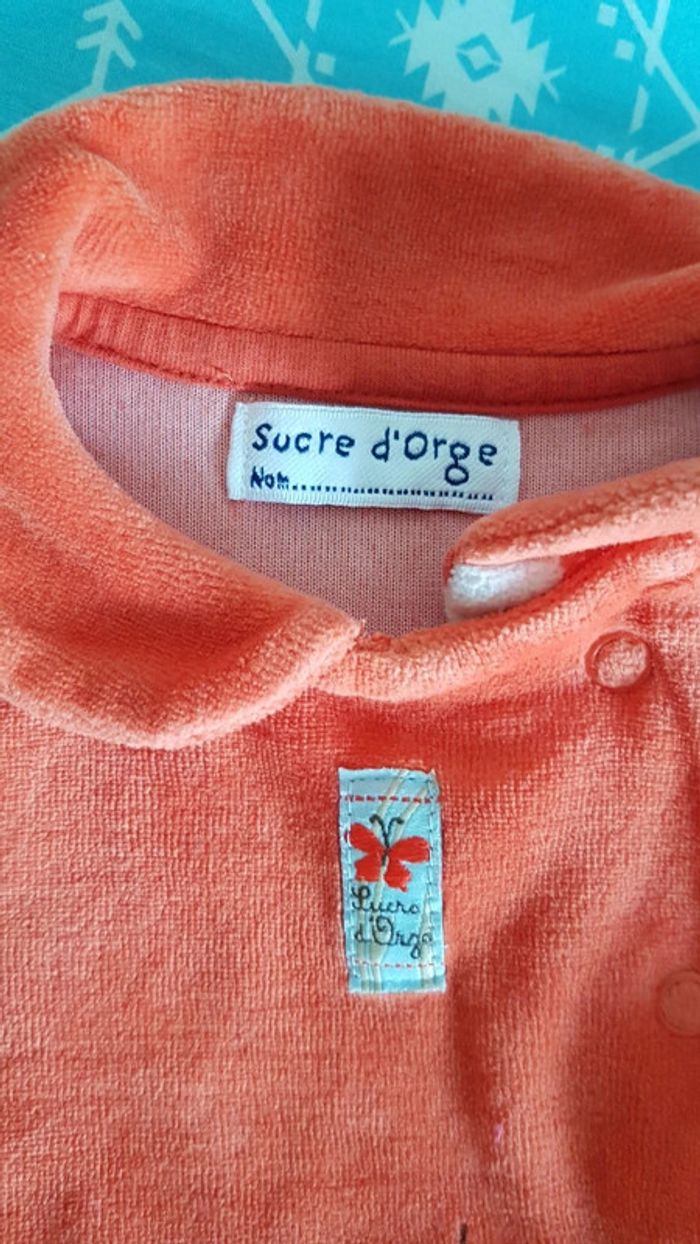 Sucre d'Orge
Nom.............................
Sucre
d'Orge